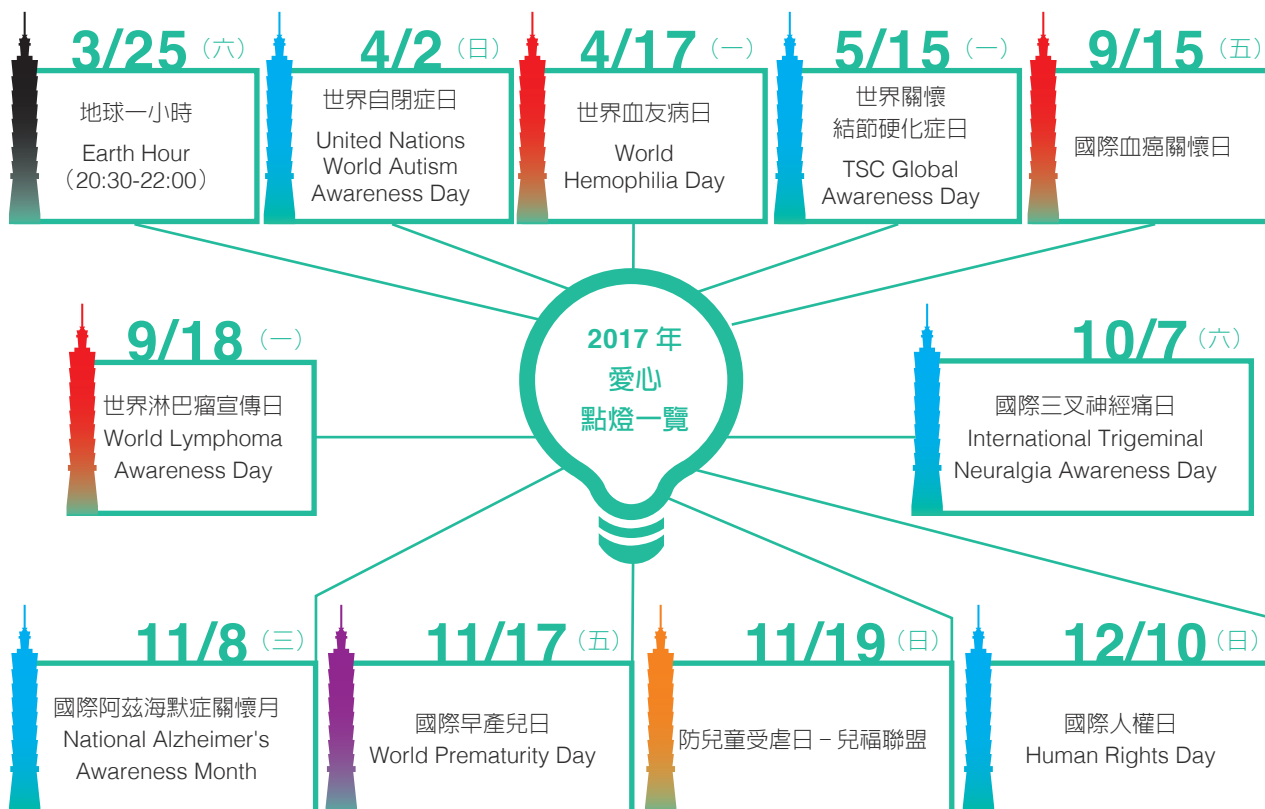 3/25（六）
地球一小時
Earth Hour
（20:30-22:00）
4/2（日）
世界自閉症日
United Nations
World Autism
Awareness Day
4/17（一）
世界血友病日
World
Hemophilia Day
5/15（一）
世界關懷
結節硬化症日
TSC Global
Awareness Day
9/15（五）
國際血癌關懷日
2017 年
愛心
點燈一覽
9/18（一）
世界淋巴瘤宣傳日
World Lymphoma
Awareness Day
10/7（六）
國際三叉神經痛日
International Trigeminal
Neuralgia Awareness Day
11/8（三）
國際阿茲海默症關懷月
National Alzheimer's
Awareness Month
11/17（五）
國際早產兒日
World Prematurity Day
11/19（日）
防兒童受虐日－兒福聯盟
12/10（日）
國際人權日
Human Rights Day